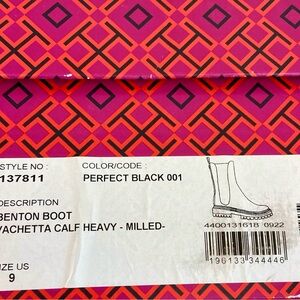 STYLE NO : COLOR/CODE :
137811 PERFECT BLACK 001
DESCRIPTION
BENTON BOOT
VACHETTA CALF HEAVY - MILLED-
4400131618 0922
196133344446
SIZE US
9